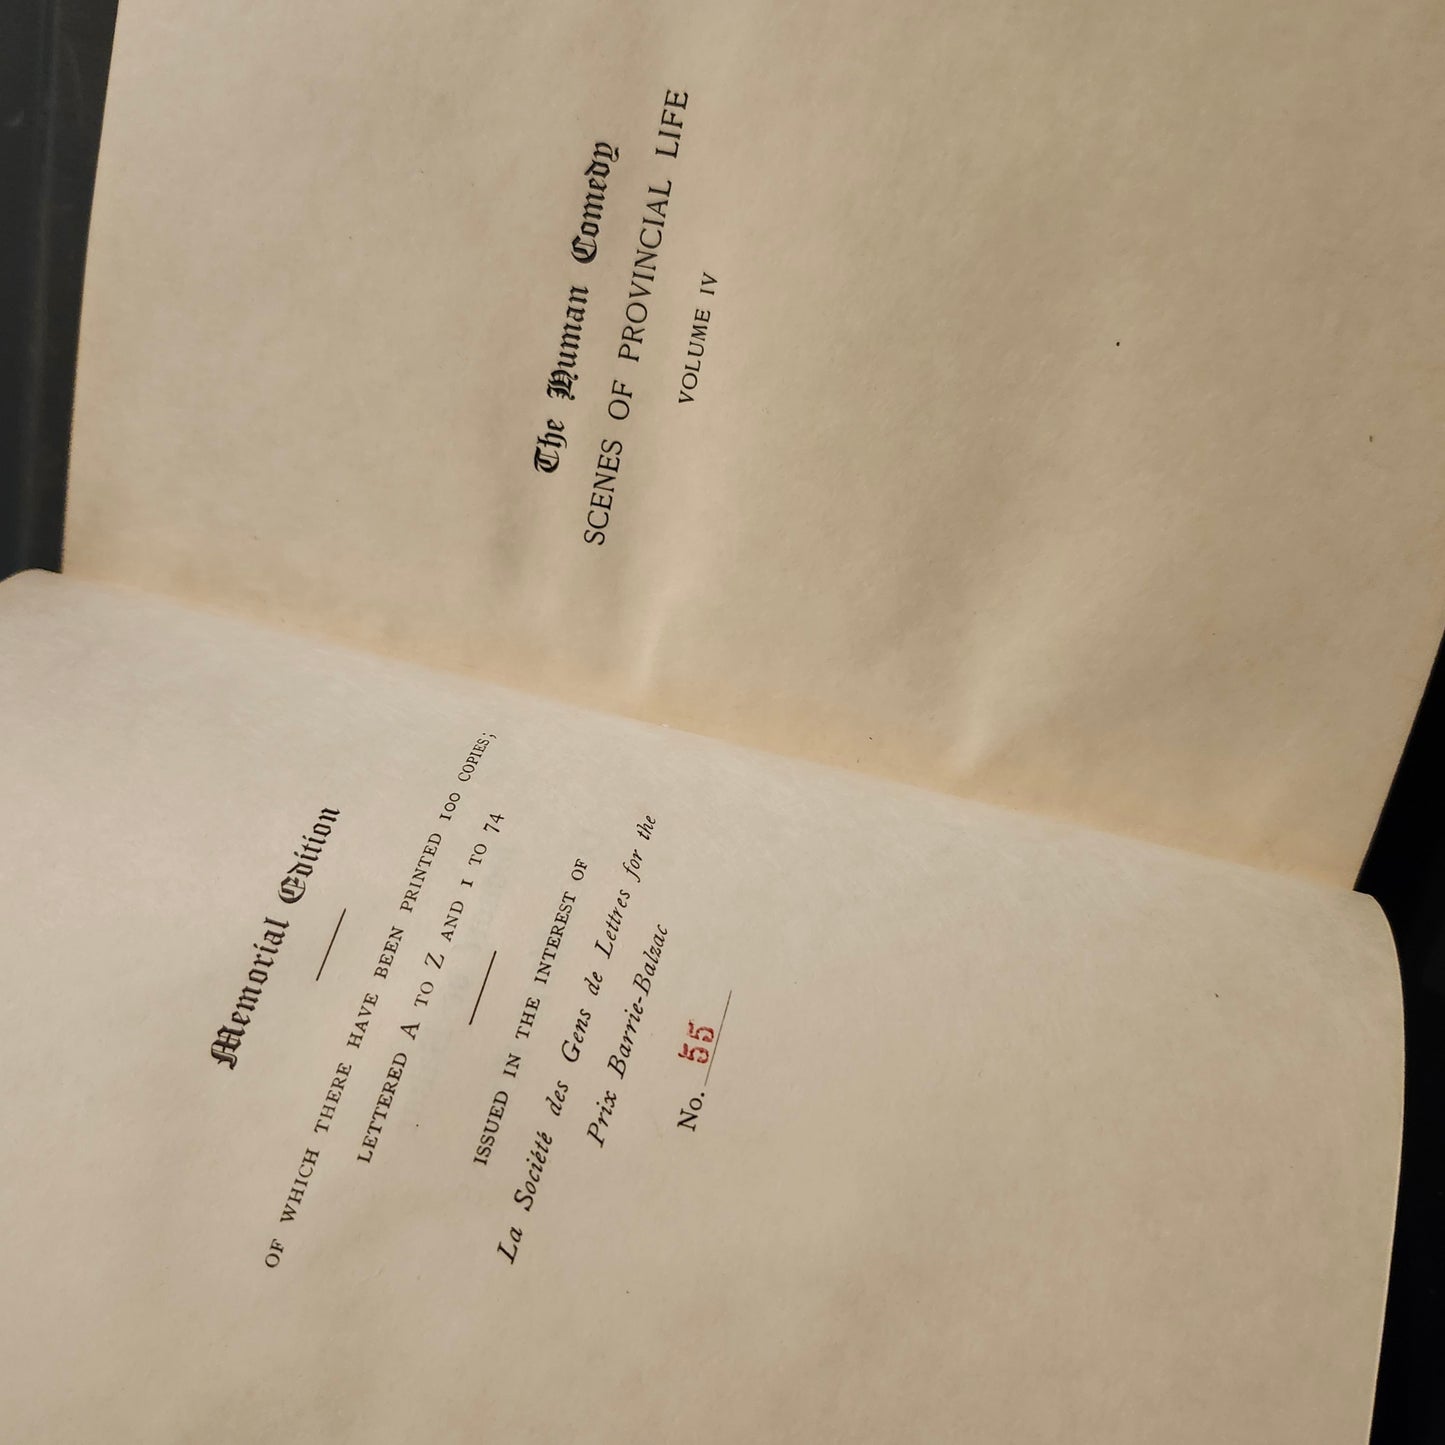 Memorial Edition
OF WHICH THERE HAVE BEEN PRINTED 100 COPIES;
LETTERED A TO Z AND 1 TO 74
ISSUED IN THE INTEREST OF
La Société des Gens de Lettres for the
Prix Barrie-Balzac
No. 55
The Human Comedy
SCENES OF PROVINCIAL LIFE
VOLUME IV